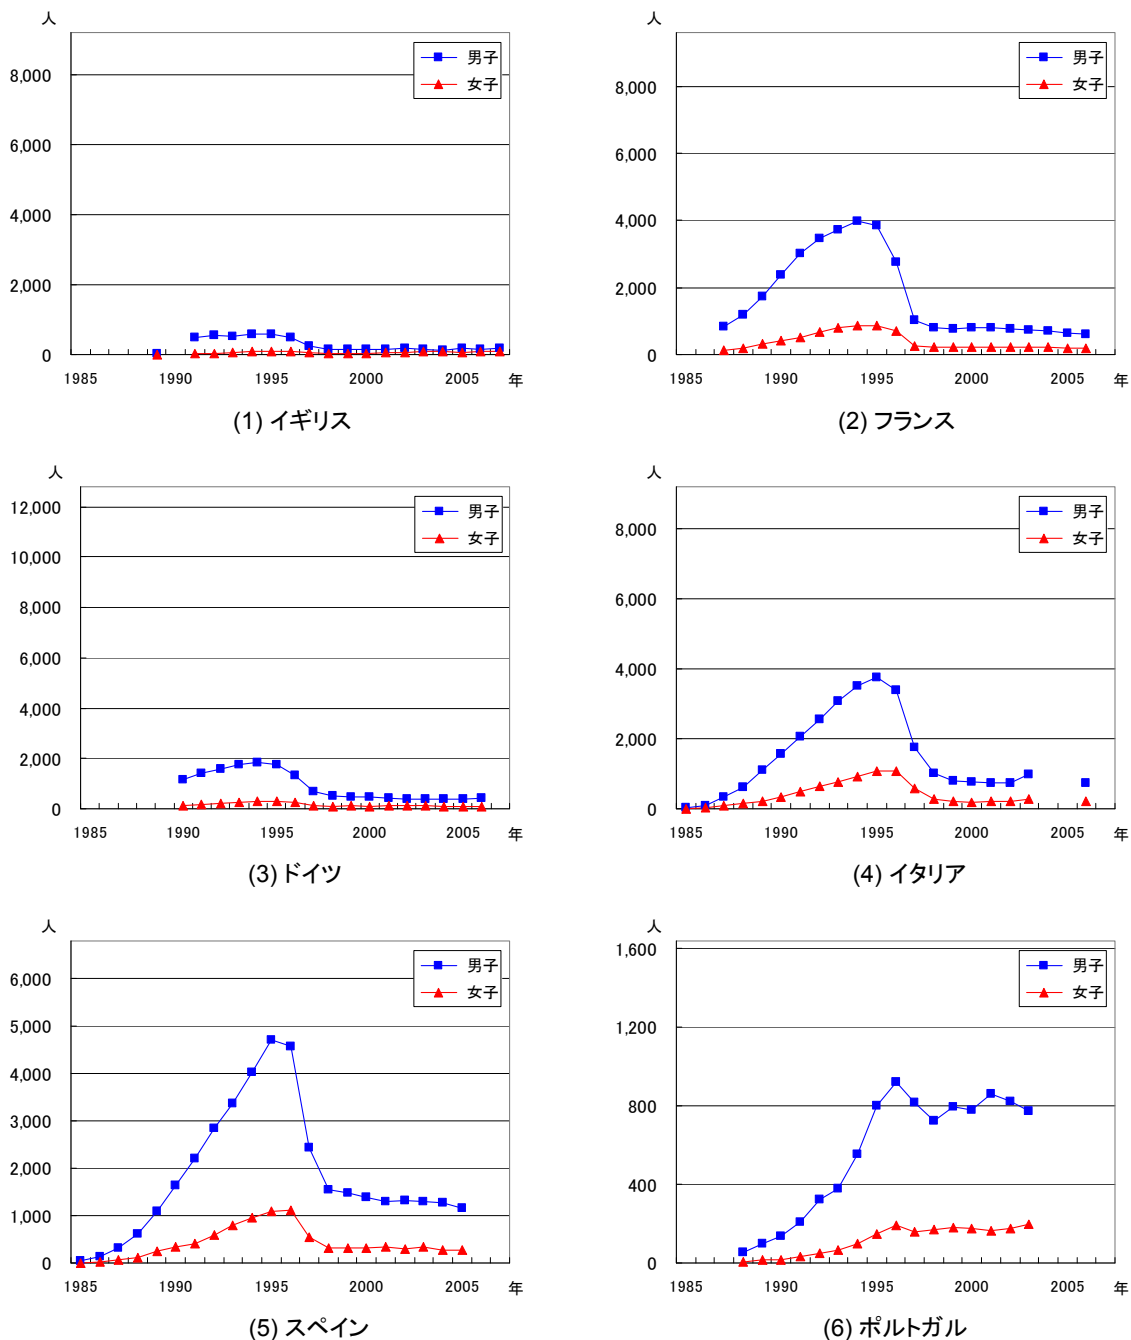 人
8,000
6,000
4,000
2,000
0
1985 1990 1995 2000 2005 年
男子
女子
(1) イギリス
人
8,000
6,000
4,000
2,000
0
1985 1990 1995 2000 2005 年
男子
女子
(2) フランス
人
12,000
10,000
8,000
6,000
4,000
2,000
0
1985 1990 1995 2000 2005 年
男子
女子
(3) ドイツ
人
8,000
6,000
4,000
2,000
0
1985 1990 1995 2000 2005 年
男子
女子
(4) イタリア
人
6,000
5,000
4,000
3,000
2,000
1,000
0
1985 1990 1995 2000 2005 年
男子
女子
(5) スペイン
人
1,600
1,200
800
400
0
1985 1990 1995 2000 2005 年
男子
女子
(6) ポルトガル